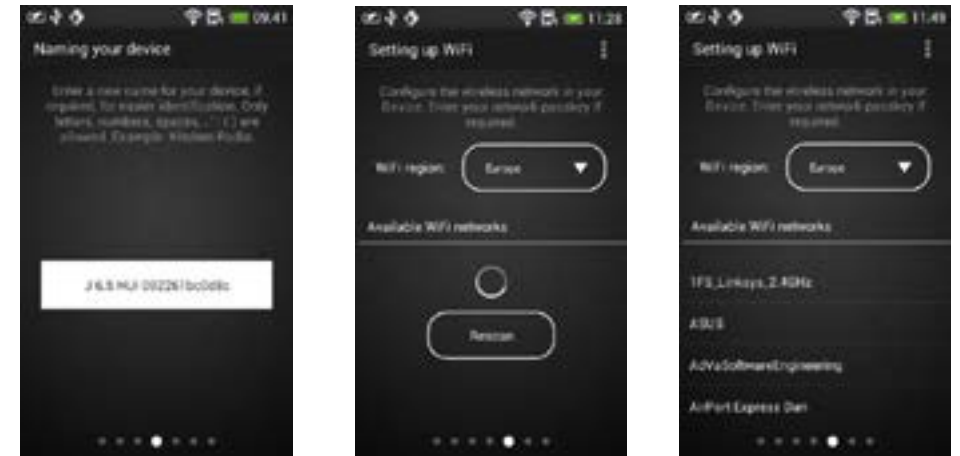 09.41
Naming your device
Enter a new name for your device, if
required, for easier identification. Only
letters, numbers, spaces, are
allowed. Example: Kitchen Radio.
11.28
Setting up WiFi
Configure the wireless network in your
Device. Enter your network passkey if
required.
WiFi region:
Europe
Available WiFi networks
Rescan
11.49
Setting up WiFi
Configure the wireless network in your
Device. Enter your network passkey if
required.
WiFi region:
Europe
Available WiFi networks
1FS_Linksys_2.4GHz
ASUS
AdVaSoftwareEngineering
AirPort Express Dan